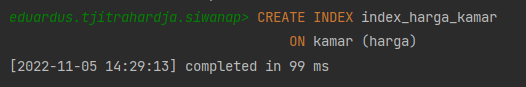 eduardus.tjitrahardja.siwanap> CREATE INDEX index_harga_kamar
ON kamar (harga)
[2022-11-05 14:29:13] completed in 99 ms